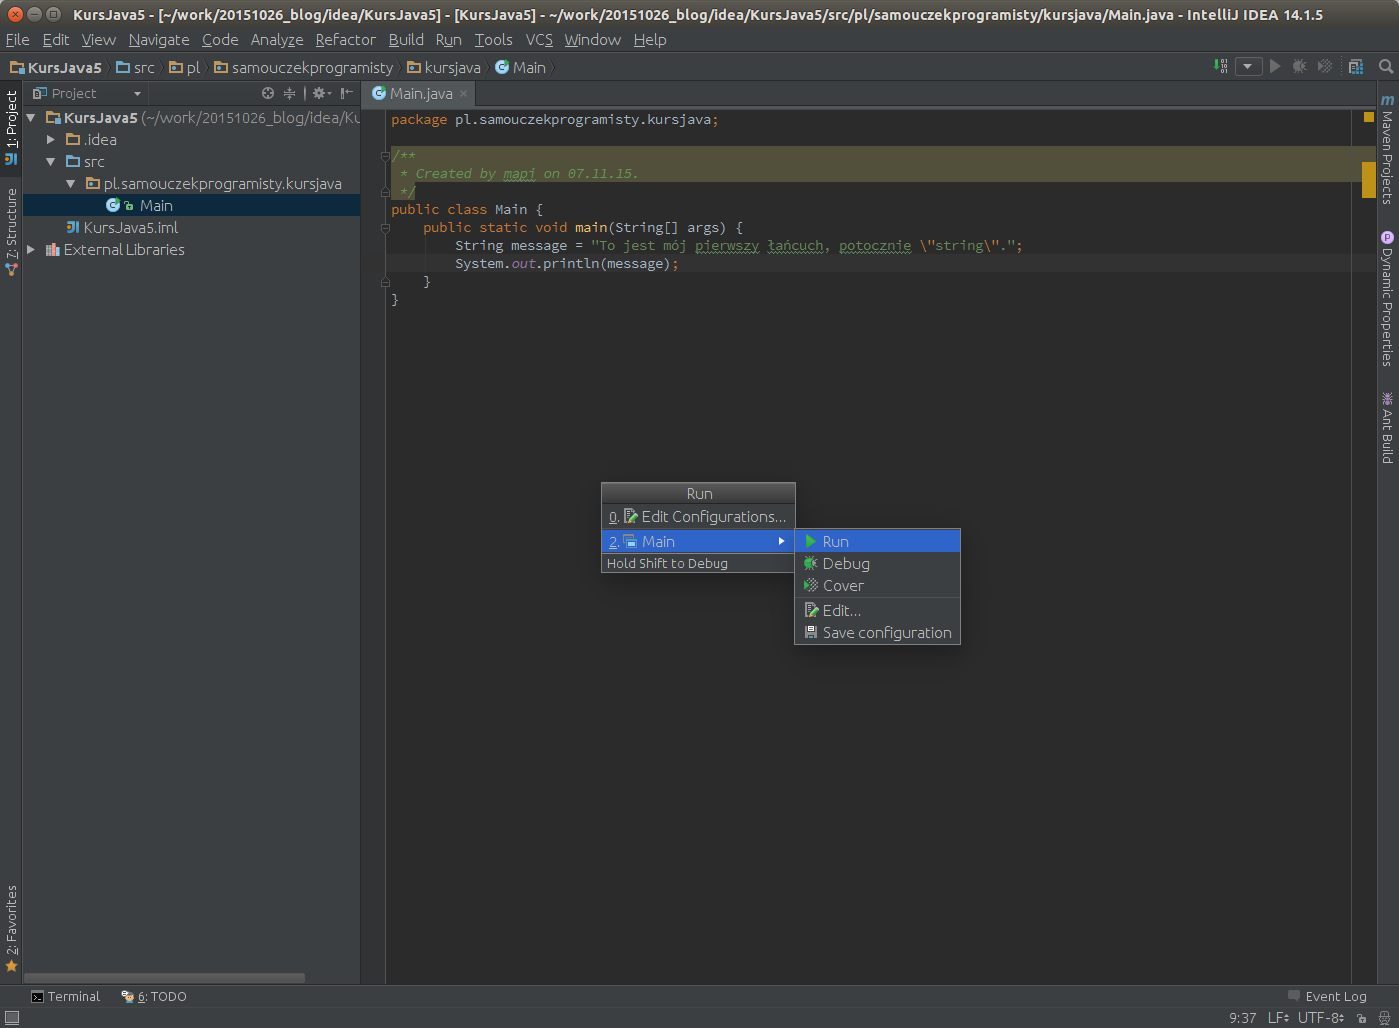 KursJava5 - [~/work/20151026_blog/idea/KursJava5] - [KursJava5] - ~/work/20151026_blog/idea/KursJava5/src/pl/samouczekprogramisty/kursjava/Main.java - IntelliJ IDEA 14.1.5
File Edit View Navigate Code Analyze Refactor Build Run Tools VCS Window Help
KursJava5 src pl samouczekprogramisty kursjava Main
Project
Main.java
1: Project
7: Structure
2: Favorites
KursJava5 (~/work/20151026_blog/idea/Ku
.idea
src
pl.samouczekprogramisty.kursjava
Main
KursJava5.iml
External Libraries
package pl.samouczekprogramisty.kursjava;
/**
* Created by mapi on 07.11.15.
*/
public class Main {
public static void main(String[] args) {
String message = "To jest mój pierwszy łańcuch, potocznie \"string\".";
System.out.println(message);
}
}
Run
0. Edit Configurations...
2. Main
Hold Shift to Debug
Run
Debug
Cover
Edit...
Save configuration
Maven Projects
Dynamic Properties
Ant Build
Terminal 6: TODO Event Log
9:37 LF UTF-8